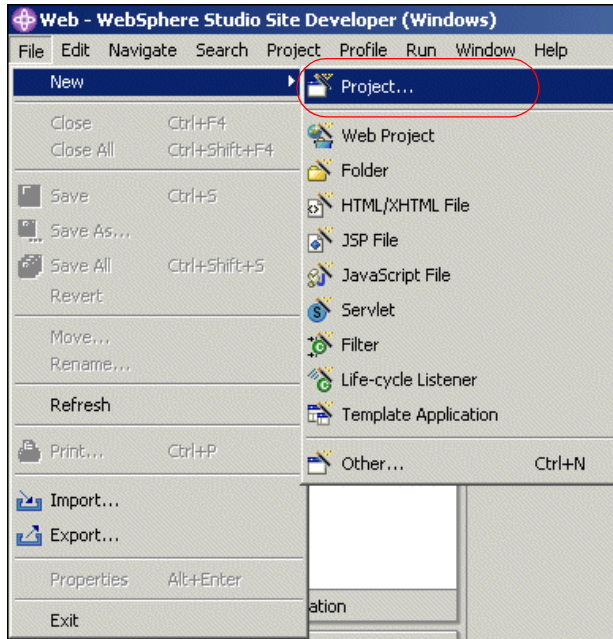 Web - WebSphere Studio Site Developer (Windows)
File Edit Navigate Search Project Profile Run Window Help
New
Close Ctrl+F4
Close All Ctrl+Shift+F4
Save Ctrl+S
Save As...
Save All Ctrl+Shift+S
Revert
Move...
Rename...
Refresh
Print... Ctrl+P
Import...
Export...
Properties Alt+Enter
Exit
Project...
Web Project
Folder
HTML/XHTML File
JSP File
JavaScript File
Servlet
Filter
Life-cycle Listener
Template Application
Other... Ctrl+N
ation